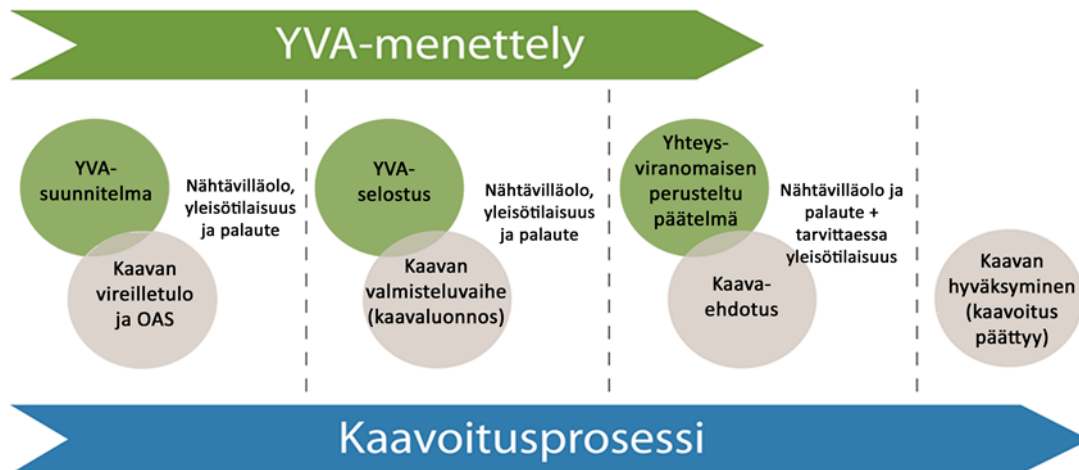 YVA-menettely
YVA-
suunnitelma
Nähtävilläolo,
yleisötilaisuus
ja palaute
Kaavan
vireilletulo
ja OAS
YVA-
selostus
Nähtävilläolo,
yleisötilaisuus
ja palaute
Kaavan
valmisteluvaihe
(kaavaluonnos)
Yhteys-
viranomaisen
perusteltu
päätelmä
Nähtävilläolo ja
palaute +
tarvittaessa
yleisötilaisuus
Kaava-
ehdotus
Kaavan
hyväksyminen
(kaavoitus
päättyy)
Kaavoitusprosessi